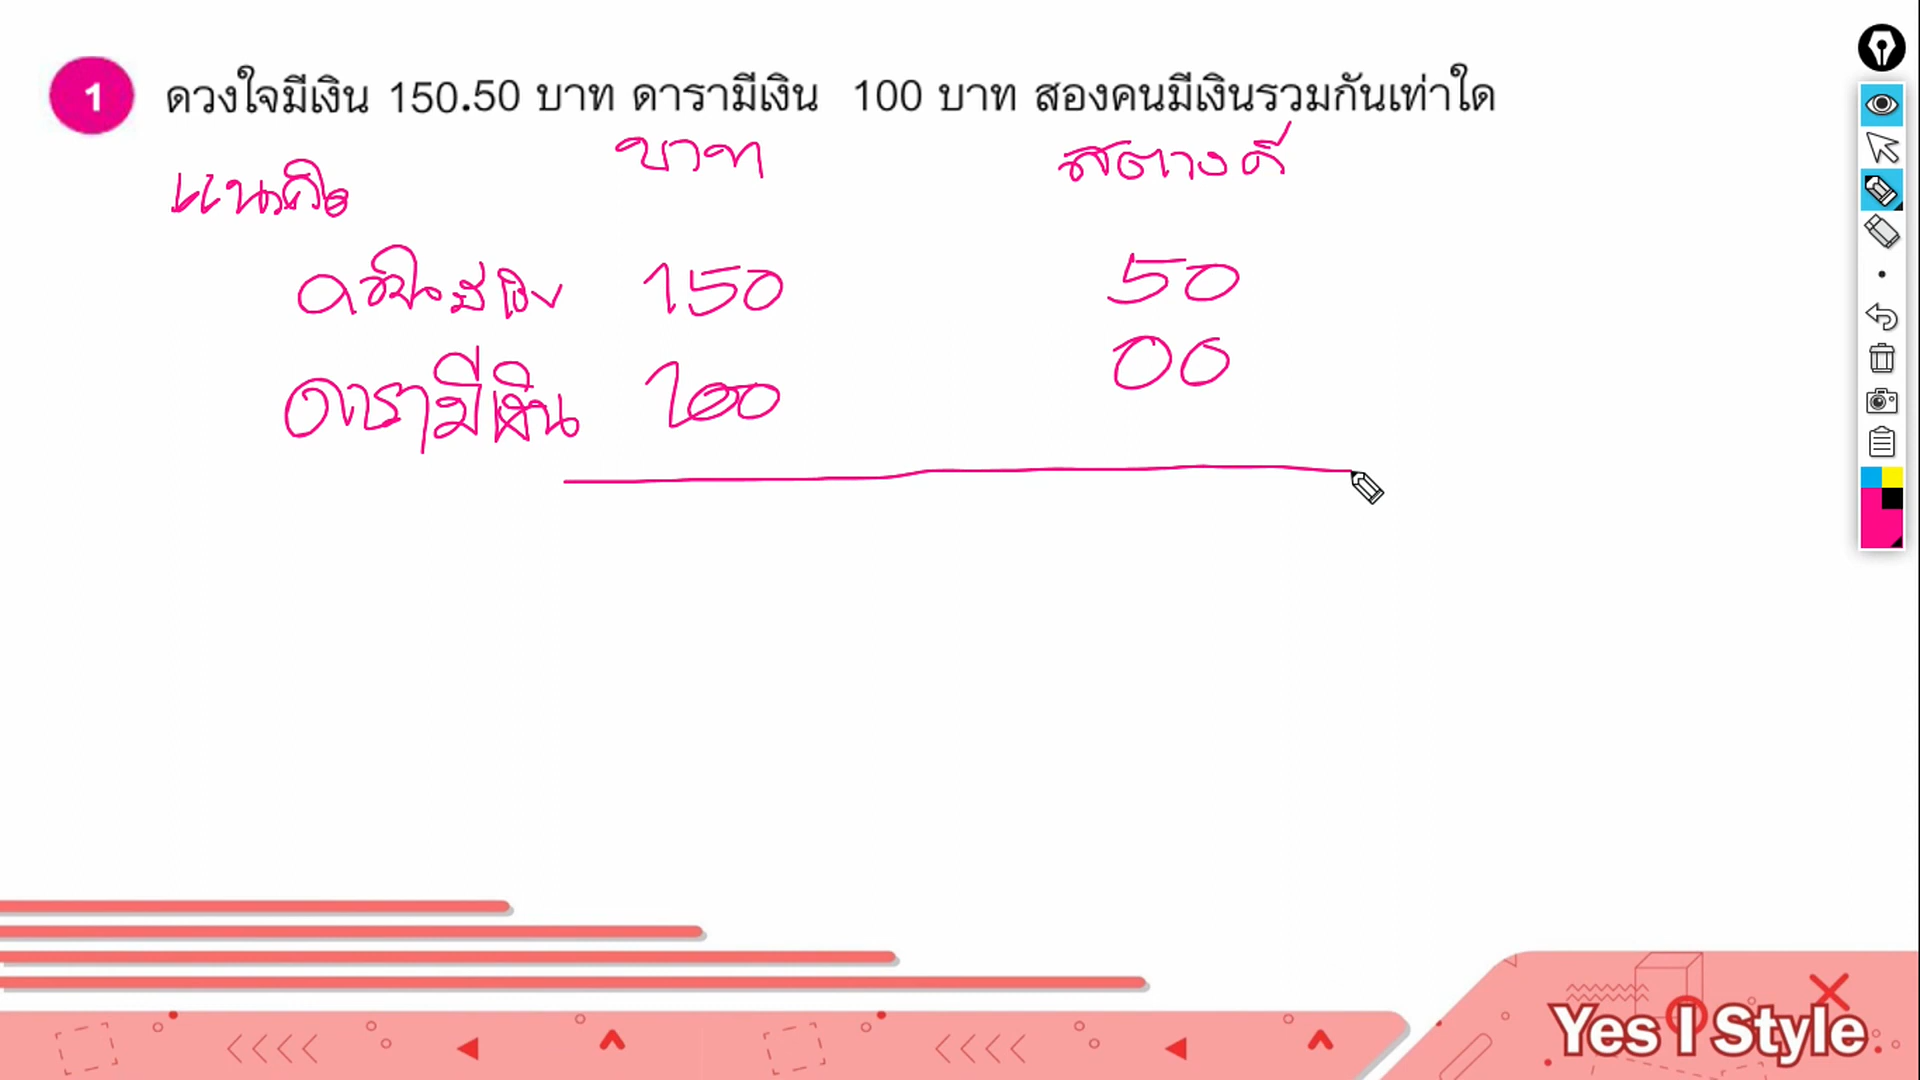 1 ดวงใจมีเงิน 150.50 บาท ดารามีเงิน 100 บาท สองคนมีเงินรวมกันเท่าใด
บาท สตางค์
แนวคิด
ดวงใจมีเงิน 150 50
ดารามีเงิน 100 00
Yes I Style